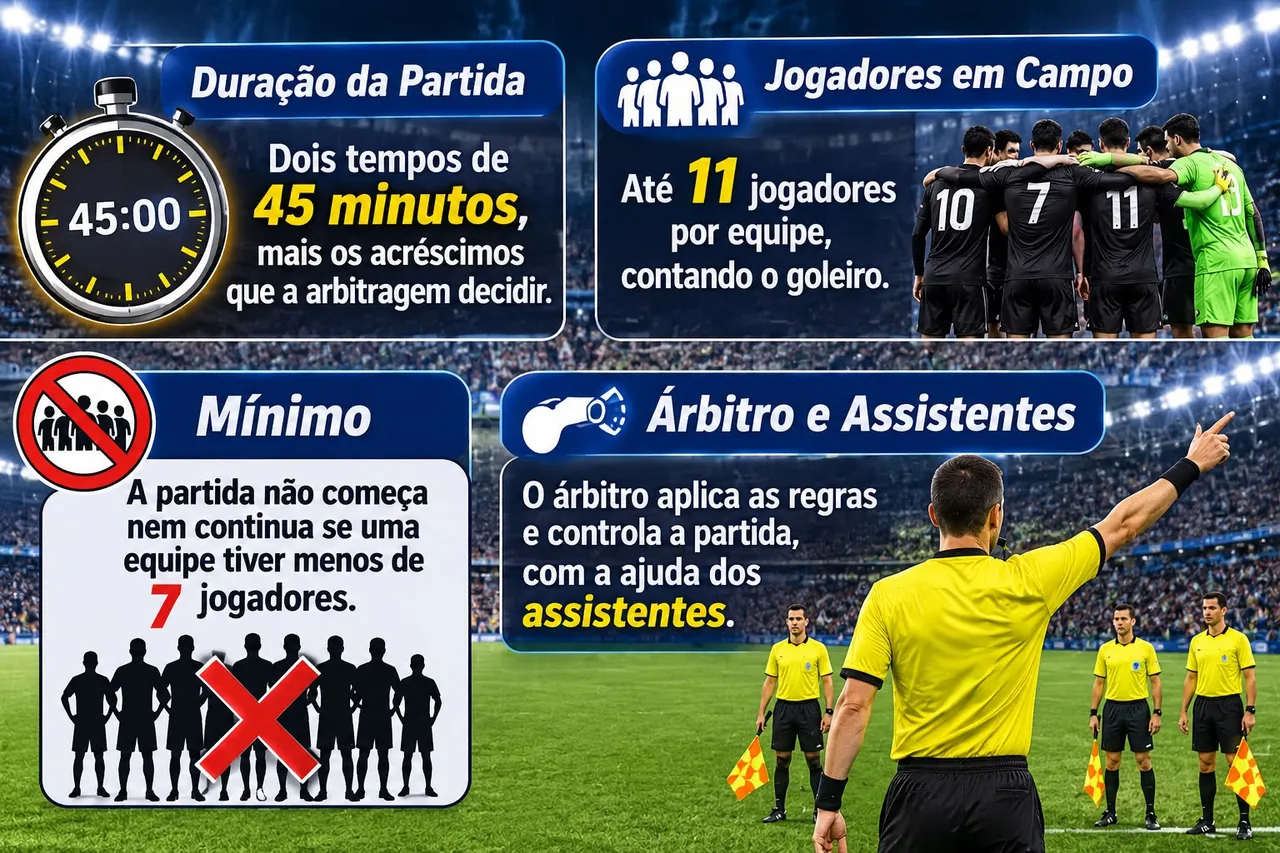 Duração da Partida
45:00
Dois tempos de
45 minutos,
mais os acréscimos
que a arbitragem decidir.
Jogadores em Campo
Até 11 jogadores
por equipe,
contando o goleiro.
10
7
11
Mínimo
A partida não começa
nem continua se uma
equipe tiver menos de
7 jogadores.
Árbitro e Assistentes
O árbitro aplica as regras
e controla a partida,
com a ajuda dos
assistentes.